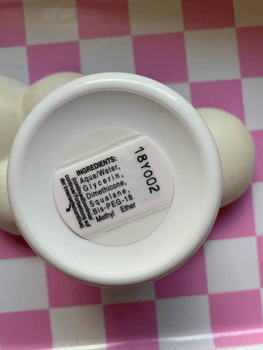 18Y002
INGREDIENTS:
Aqua/Water,
Glycerin,
Dimethicone,
Squalane,
Bis-PEG-18
Methyl Ether